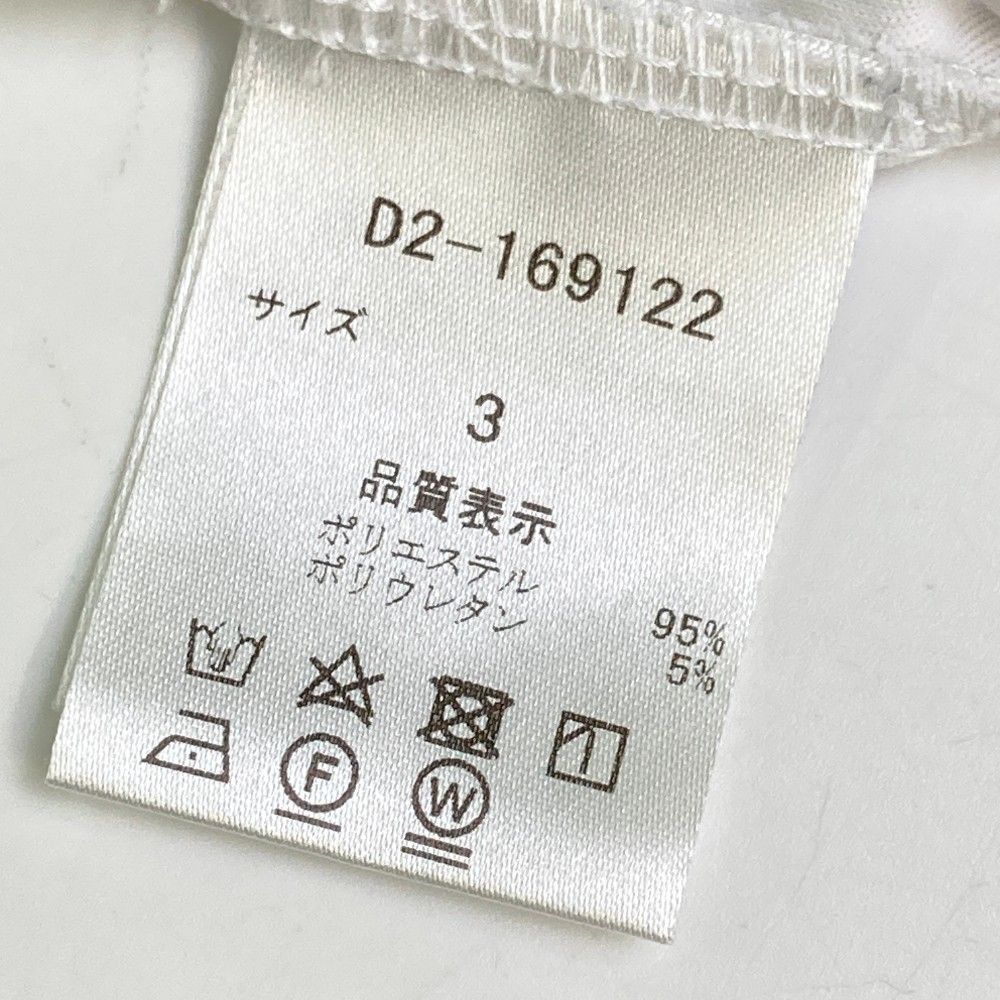 D2-169122
サイズ
3
品質表示
ポリエステル 95%
ポリウレタン 5%
F
W